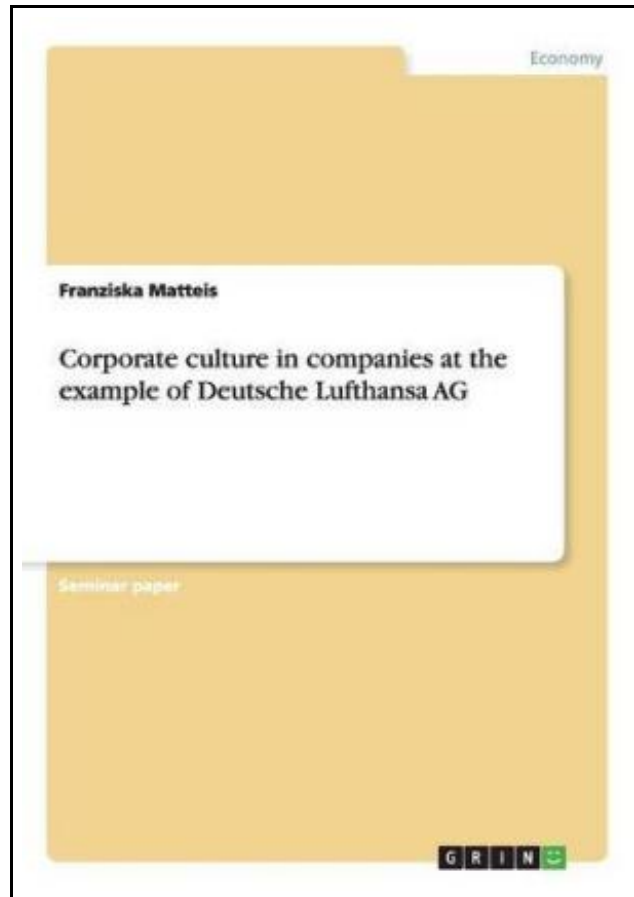 Economy
Franziska Matteis
Corporate culture in companies at the
example of Deutsche Lufthansa AG
Seminar paper
GRIN